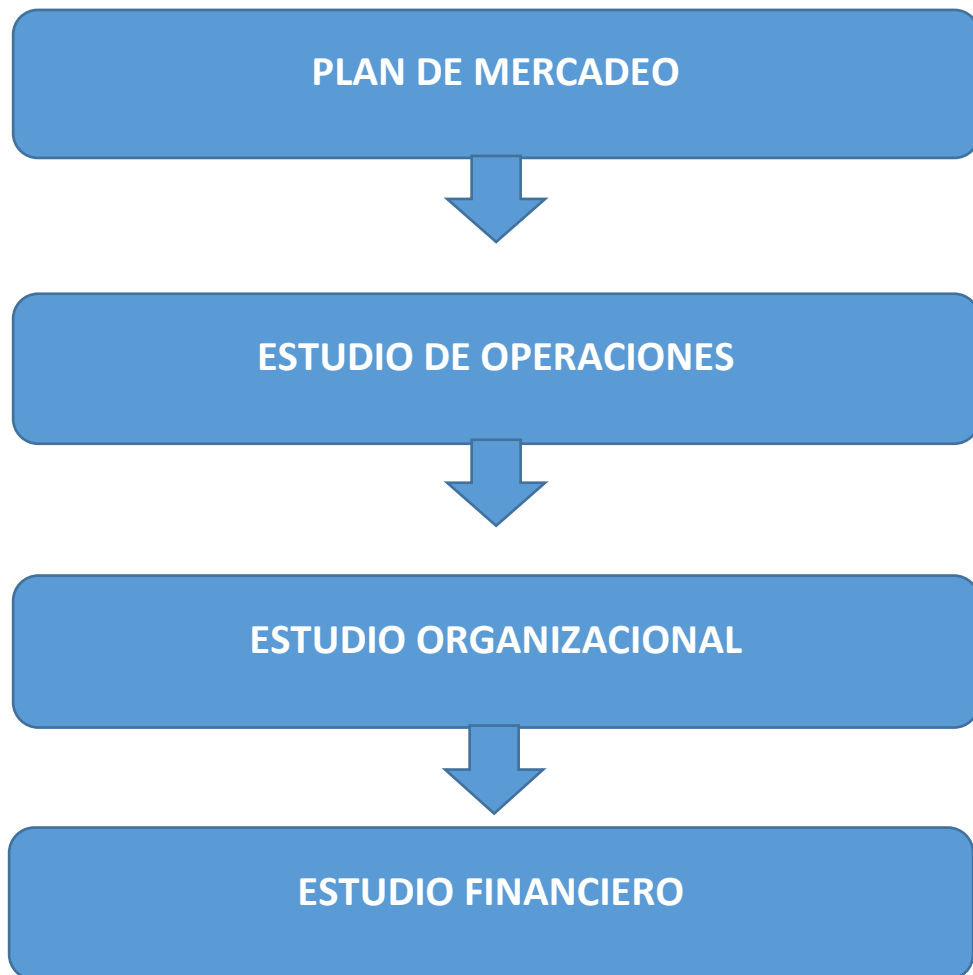 PLAN DE MERCADEO
ESTUDIO DE OPERACIONES
ESTUDIO ORGANIZACIONAL
ESTUDIO FINANCIERO